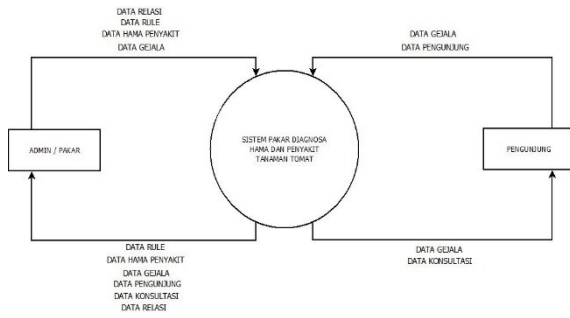 DATA RELASI
DATA RULE
DATA HAMA PENYAKIT
DATA GEJALA
DATA GEJALA
DATA PENGUNJUNG
ADMIN / PAKAR
SISTEM PAKAR DIAGNOSA
HAMA DAN PENYAKIT
TANAMAN TOMAT
PENGUNJUNG
DATA RULE
DATA HAMA PENYAKIT
DATA GEJALA
DATA PENGUNJUNG
DATA KONSULTASI
DATA RELASI
DATA GEJALA
DATA KONSULTASI